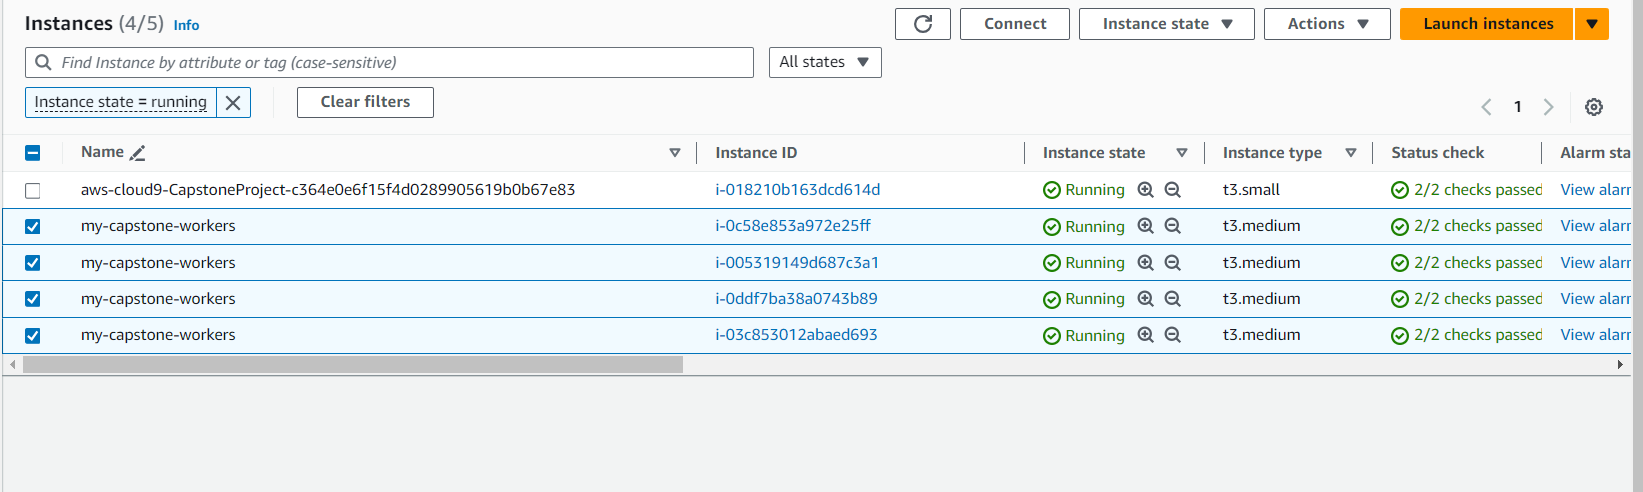 Instances (4/5) Info Connect Instance state Actions Launch instances
Find Instance by attribute or tag (case-sensitive) All states
Instance state = running Clear filters 1
Name Instance ID Instance state Instance type Status check Alarm sta
aws-cloud9-CapstoneProject-c364e0e6f15f4d0289905619b0b67e83 i-018210b163dcd614d Running t3.small 2/2 checks passed View alarr
my-capstone-workers i-0c58e853a972e25ff Running t3.medium 2/2 checks passed View alarr
my-capstone-workers i-005319149d687c3a1 Running t3.medium 2/2 checks passed View alarr
my-capstone-workers i-0ddf7ba38a0743b89 Running t3.medium 2/2 checks passed View alarr
my-capstone-workers i-03c853012abaed693 Running t3.medium 2/2 checks passed View alarr